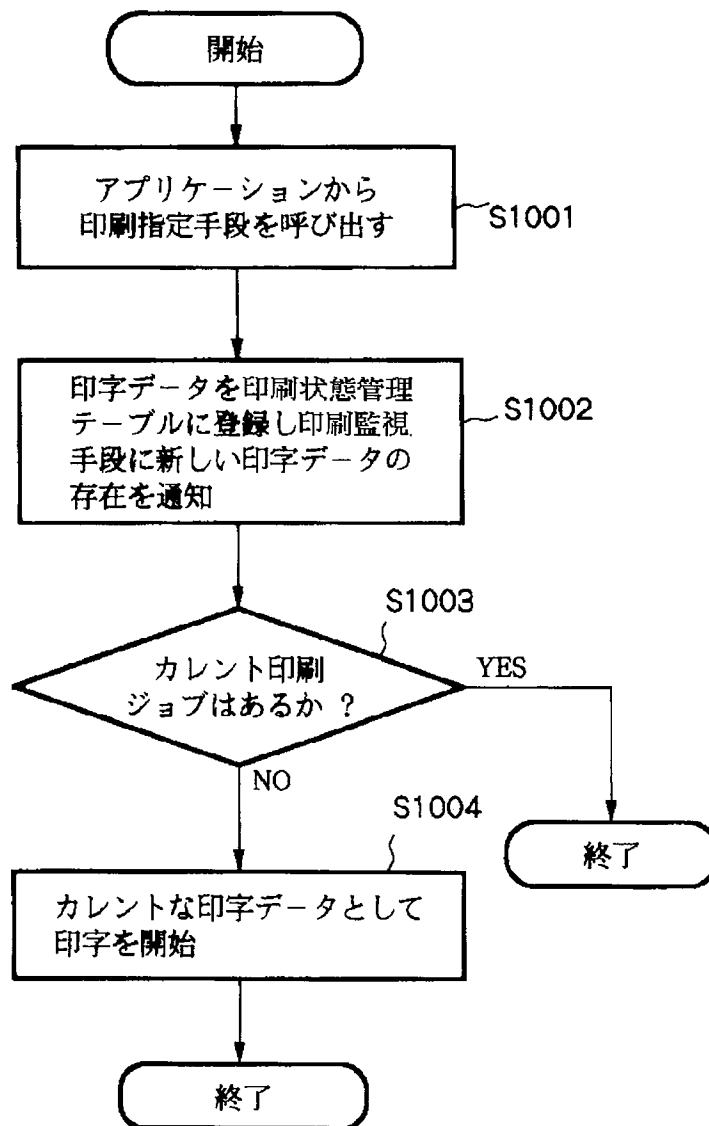 開始
アプリケーションから
印刷指定手段を呼び出す
S1001
印字データを印刷状態管理
テーブルに登録し印刷監視
手段に新しい印字データの
存在を通知
S1002
S1003
カレント印刷
ジョブはあるか ?
YES
NO
S1004
終了
カレントな印字データとして
印字を開始
終了